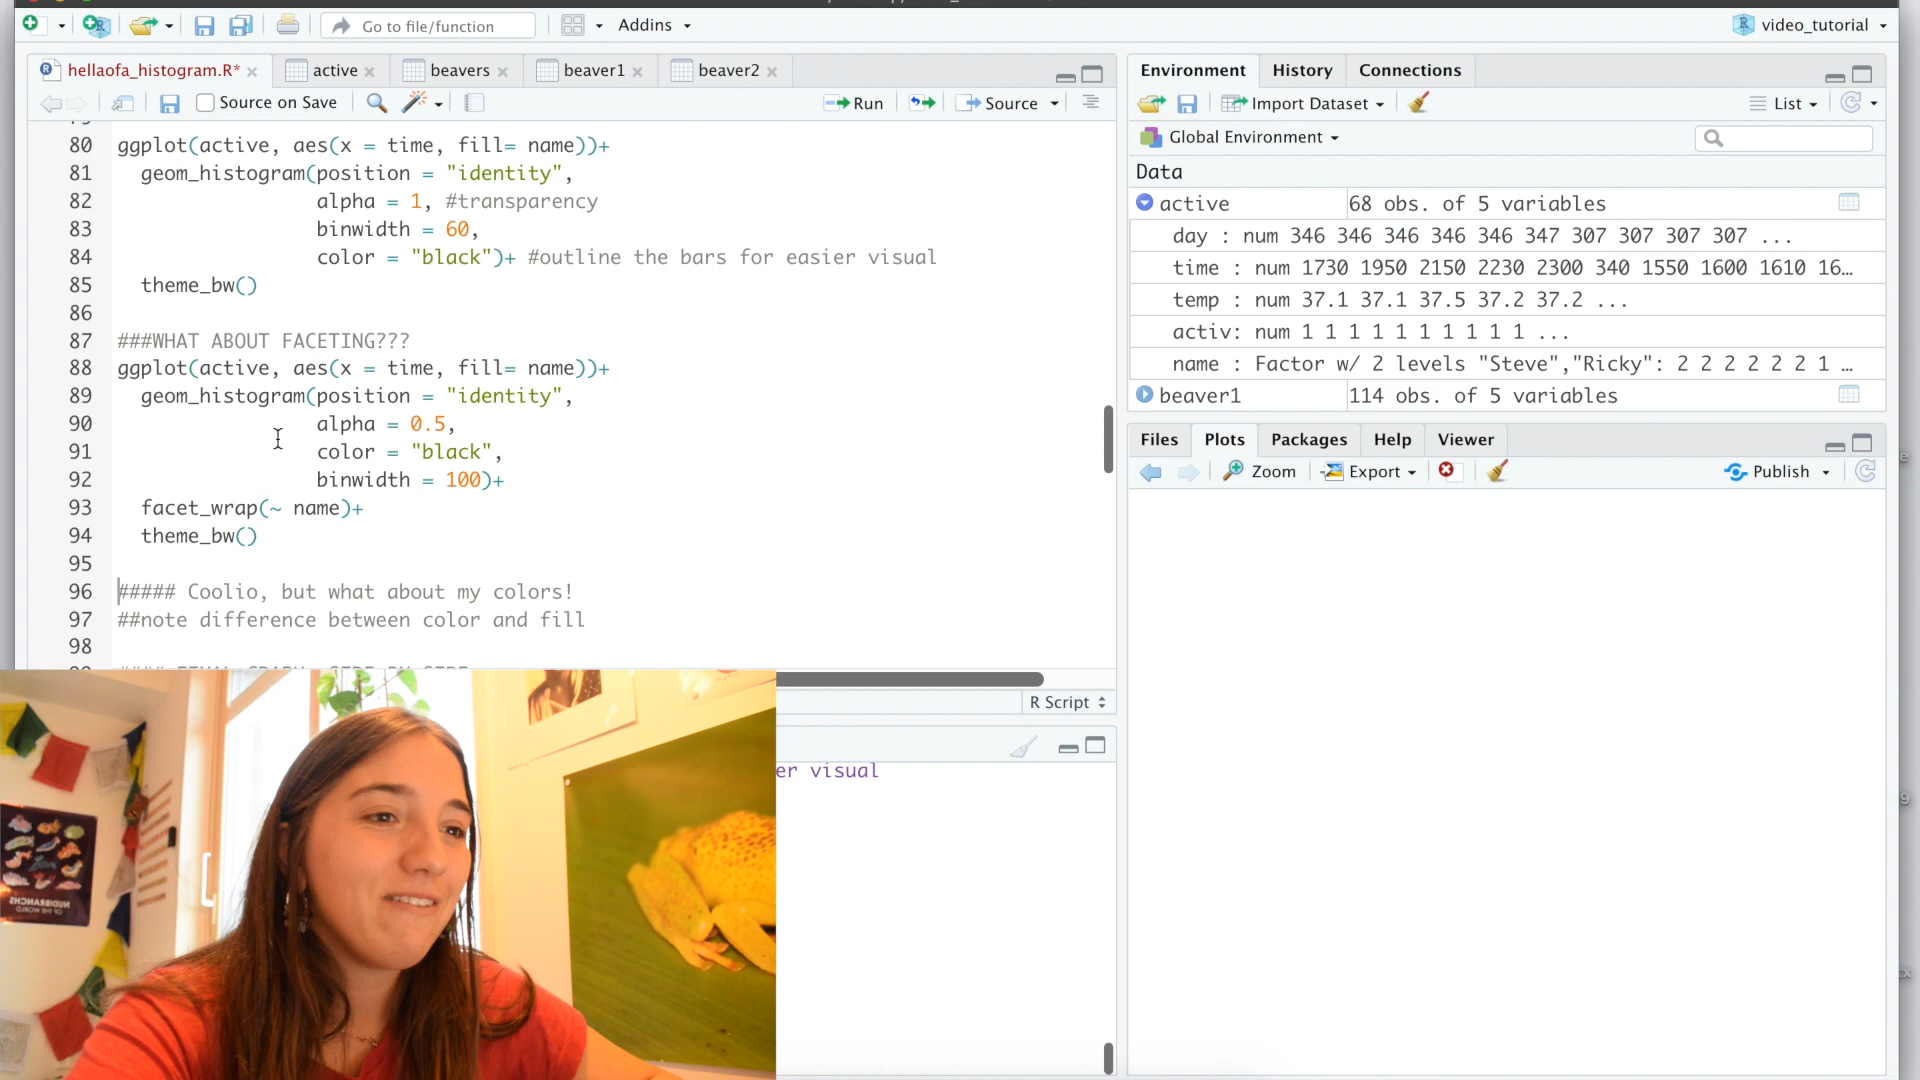 Go to file/function
Addins
video_tutorial
hellaofa_histogram.R*
active
beavers
beaver1
beaver2
Source on Save
Run
Source
80 ggplot(active, aes(x = time, fill= name))+
81 geom_histogram(position = "identity",
82 alpha = 1, #transparency
83 binwidth = 60,
84 color = "black")+ #outline the bars for easier visual
85 theme_bw()
86
87 ###WHAT ABOUT FACETING???
88 ggplot(active, aes(x = time, fill= name))+
89 geom_histogram(position = "identity",
90 alpha = 0.5,
91 color = "black",
92 binwidth = 100)+
93 facet_wrap(~ name)+
94 theme_bw()
95
96 ##### Coolio, but what about my colors!
97 ##note difference between color and fill
98
R Script
er visual
Environment History Connections
Import Dataset
List
Global Environment
Data
active 68 obs. of 5 variables
day : num 346 346 346 346 346 347 307 307 307 307 ...
time : num 1730 1950 2150 2230 2300 340 1550 1600 1610 16...
temp : num 37.1 37.1 37.5 37.2 37.2 ...
activ: num 1 1 1 1 1 1 1 1 1 1 ...
name : Factor w/ 2 levels "Steve","Ricky": 2 2 2 2 2 2 1 ...
beaver1 114 obs. of 5 variables
Files Plots Packages Help Viewer
Zoom
Export
Publish
NUDIBRANCHS
OF THE WORLD